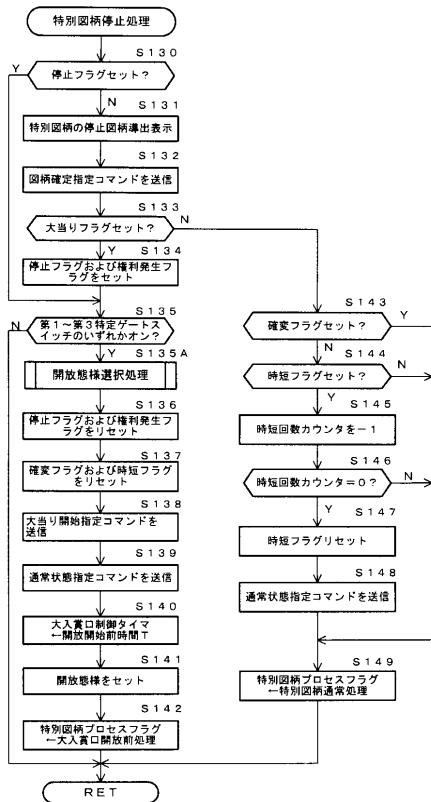 特別図柄停止処理
S130
Y
停止フラグセット？
N
S131
特別図柄の停止図柄導出表示
S132
図柄確定指定コマンドを送信
S133
大当りフラグセット？
N
Y
S134
停止フラグおよび権利発生フ
ラグをセット
S135
N
第1～第3特定ゲートス
イッチのいずれかオン？
Y
S135A
開放態様選択処理
S136
停止フラグおよび権利発生フ
ラグをリセット
S137
確変フラグおよび時短フラグ
をリセット
S138
大当り開始指定コマンドを
送信
S139
通常状態指定コマンドを送信
S140
大入賞口制御タイマ
←開放開始前時間T
S141
開放態様をセット
S142
特別図柄プロセスフラグ
←大入賞口開放前処理
S143
確変フラグセット？
Y
N
S144
時短フラグセット？
N
Y
S145
時短回数カウンタを－1
S146
時短回数カウンタ＝0？
N
Y
S147
時短フラグリセット
S148
通常状態指定コマンドを送信
S149
特別図柄プロセスフラグ
←特別図柄通常処理
RET